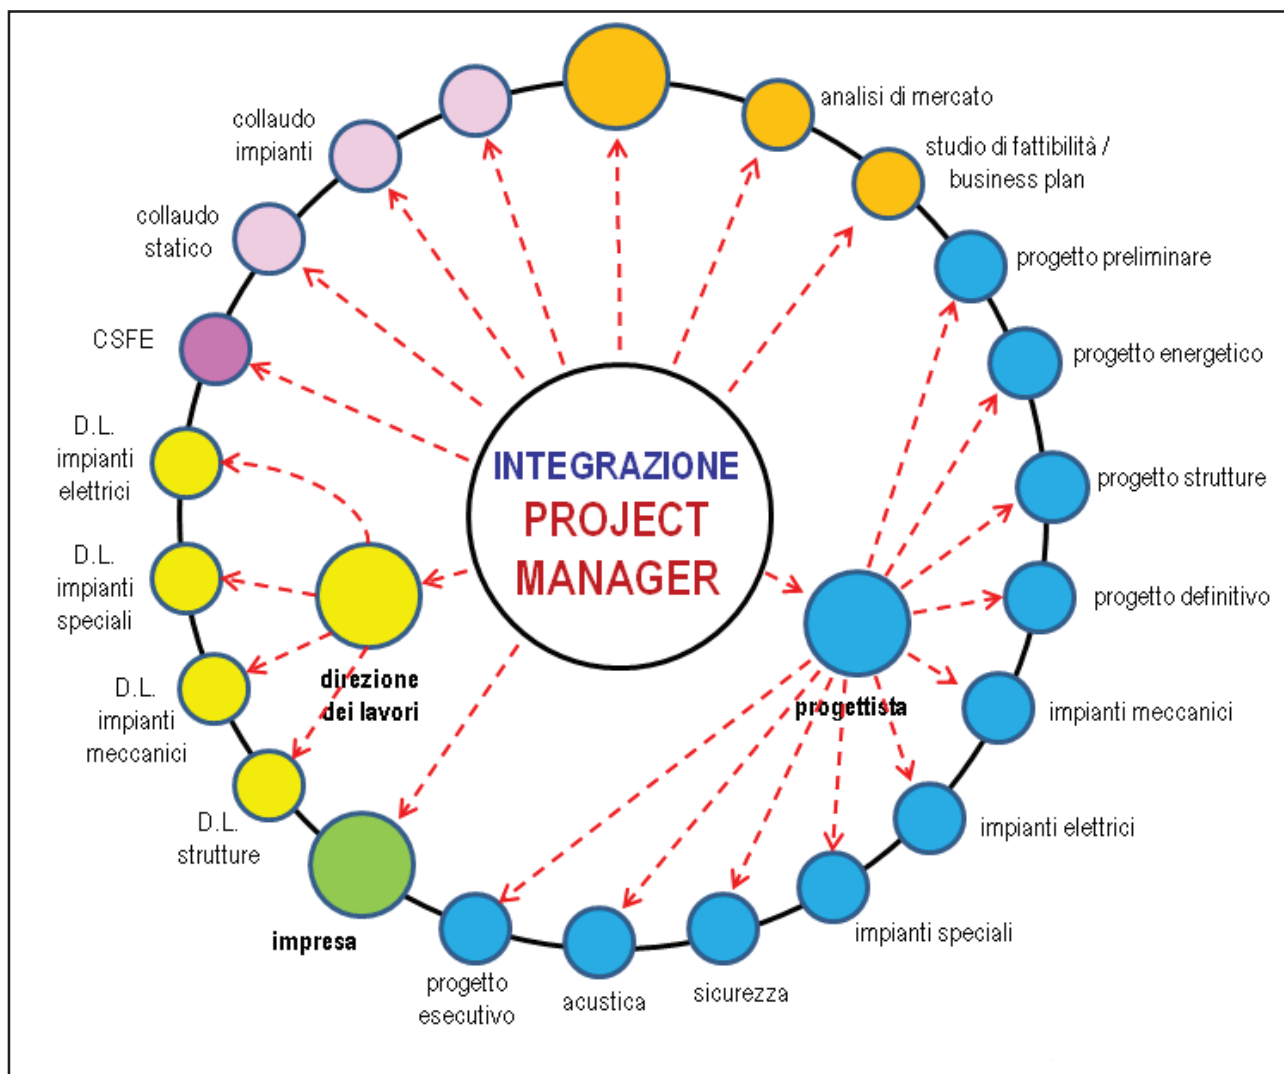 analisi di mercato
studio di fattibilità /
business plan
progetto preliminare
progetto energetico
progetto strutture
progetto definitivo
impianti meccanici
impianti elettrici
impianti speciali
sicurezza
acustica
progetto
esecutivo
impresa
D.L.
strutture
D.L.
impianti
meccanici
D.L.
impianti
speciali
D.L.
impianti
elettrici
CSFE
collaudo
statico
collaudo
impianti
INTEGRAZIONE
PROJECT
MANAGER
direzione
dei lavori
progettista